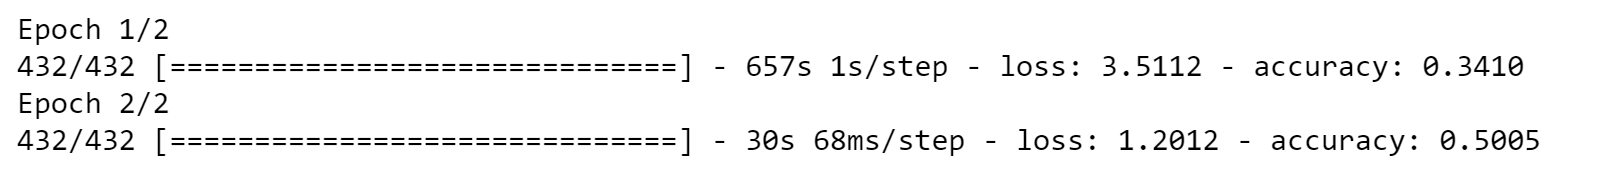 Epoch 1/2
432/432 [==============================] - 657s 1s/step - loss: 3.5112 - accuracy: 0.3410
Epoch 2/2
432/432 [==============================] - 30s 68ms/step - loss: 1.2012 - accuracy: 0.5005